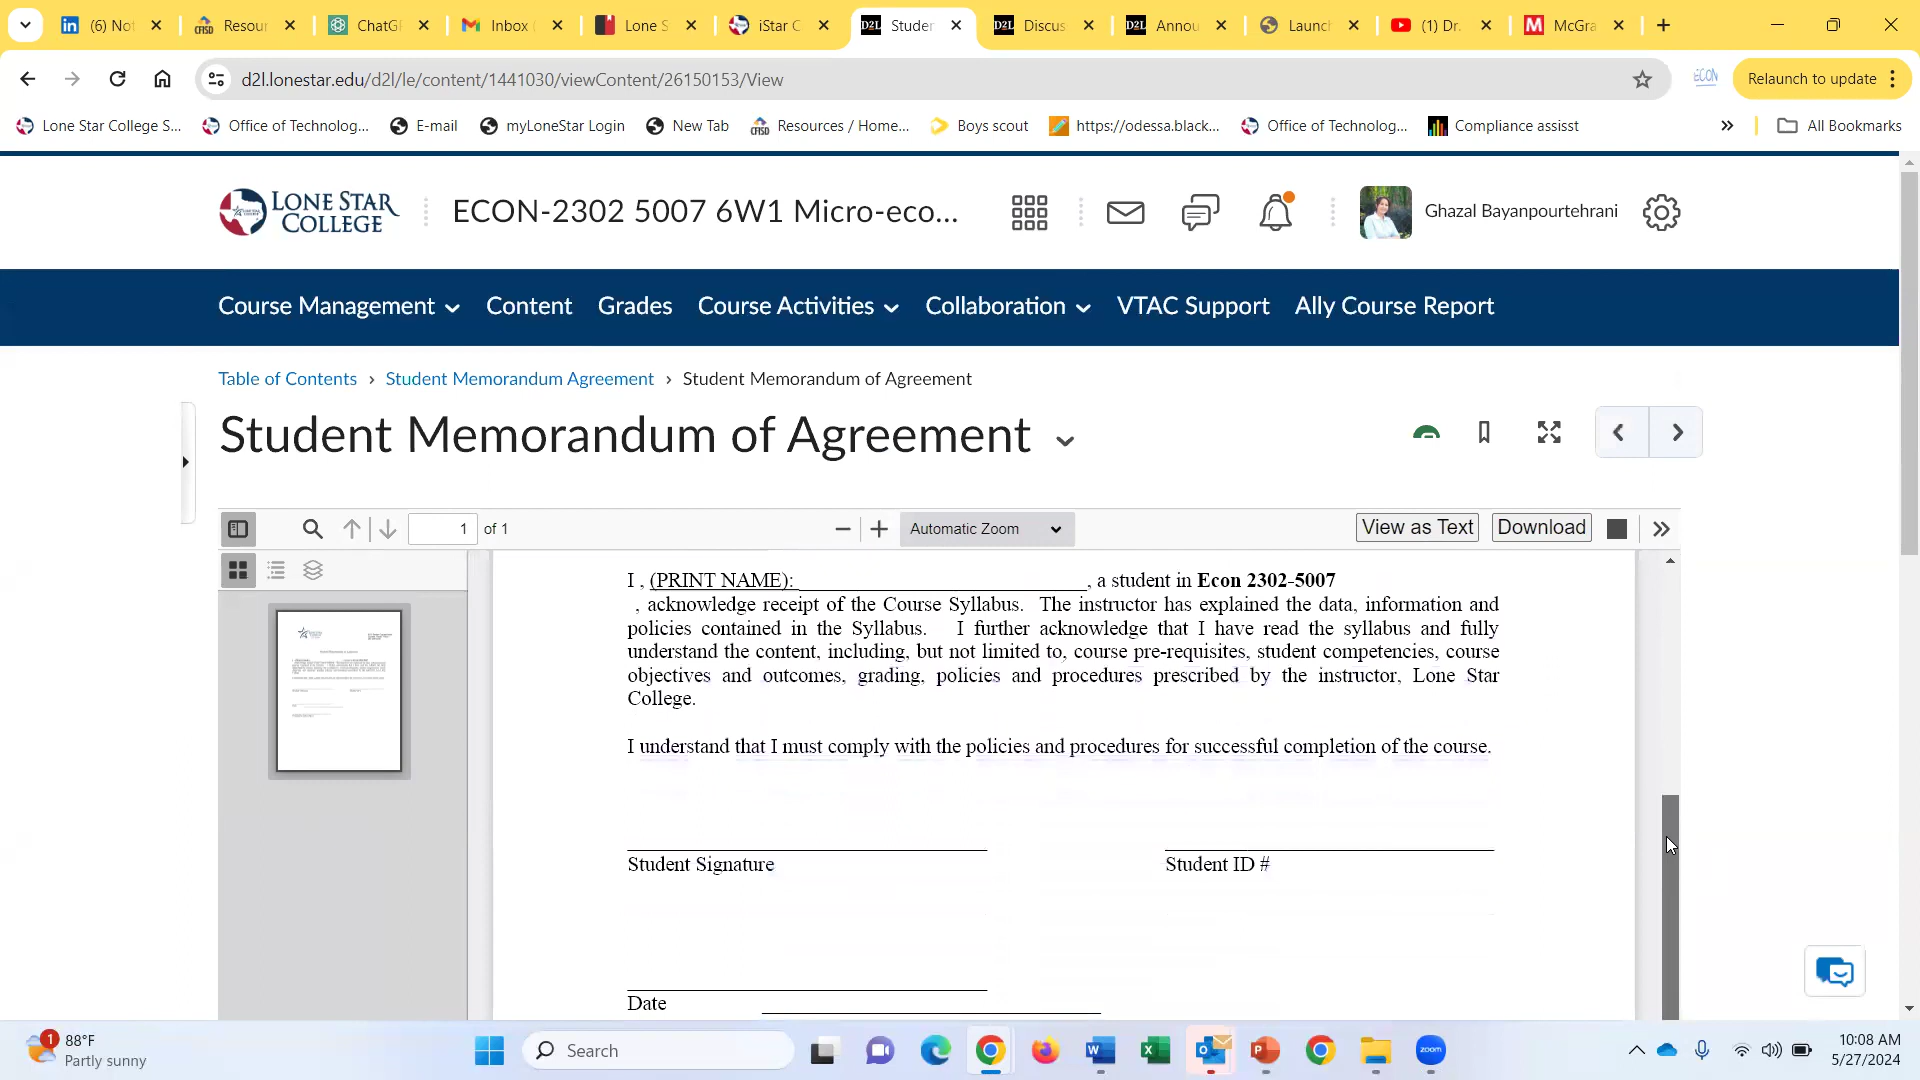 (6) Not
Resour
ChatG
Inbox
Lone S
iStar C
D2L Studer
D2L Discus
D2L Annou
Launch
(1) Dr.
McGra
d2l.lonestar.edu/d2l/le/content/1441030/viewContent/26150153/View
ECON
Relaunch to update
Lone Star College S...
Office of Technolog...
E-mail
myLoneStar Login
New Tab
CFISD Resources / Home...
Boys scout
https://odessa.black...
Office of Technolog...
Compliance assisst
All Bookmarks
LONE STAR
COLLEGE
ECON-2302 5007 6W1 Micro-eco...
Ghazal Bayanpourtehrani
Course Management
Content
Grades
Course Activities
Collaboration
VTAC Support
Ally Course Report
Table of Contents › Student Memorandum Agreement › Student Memorandum of Agreement
Student Memorandum of Agreement
1 of 1
Automatic Zoom
View as Text
Download
I , (PRINT NAME): ____________________________, a student in Econ 2302-5007
, acknowledge receipt of the Course Syllabus. The instructor has explained the data, information and
policies contained in the Syllabus. I further acknowledge that I have read the syllabus and fully
understand the content, including, but not limited to, course pre-requisites, student competencies, course
objectives and outcomes, grading, policies and procedures prescribed by the instructor, Lone Star
College.
I understand that I must comply with the policies and procedures for successful completion of the course.
Student Signature
Student ID #
Date
1
88°F
Partly sunny
Search
zoom
10:08 AM
5/27/2024